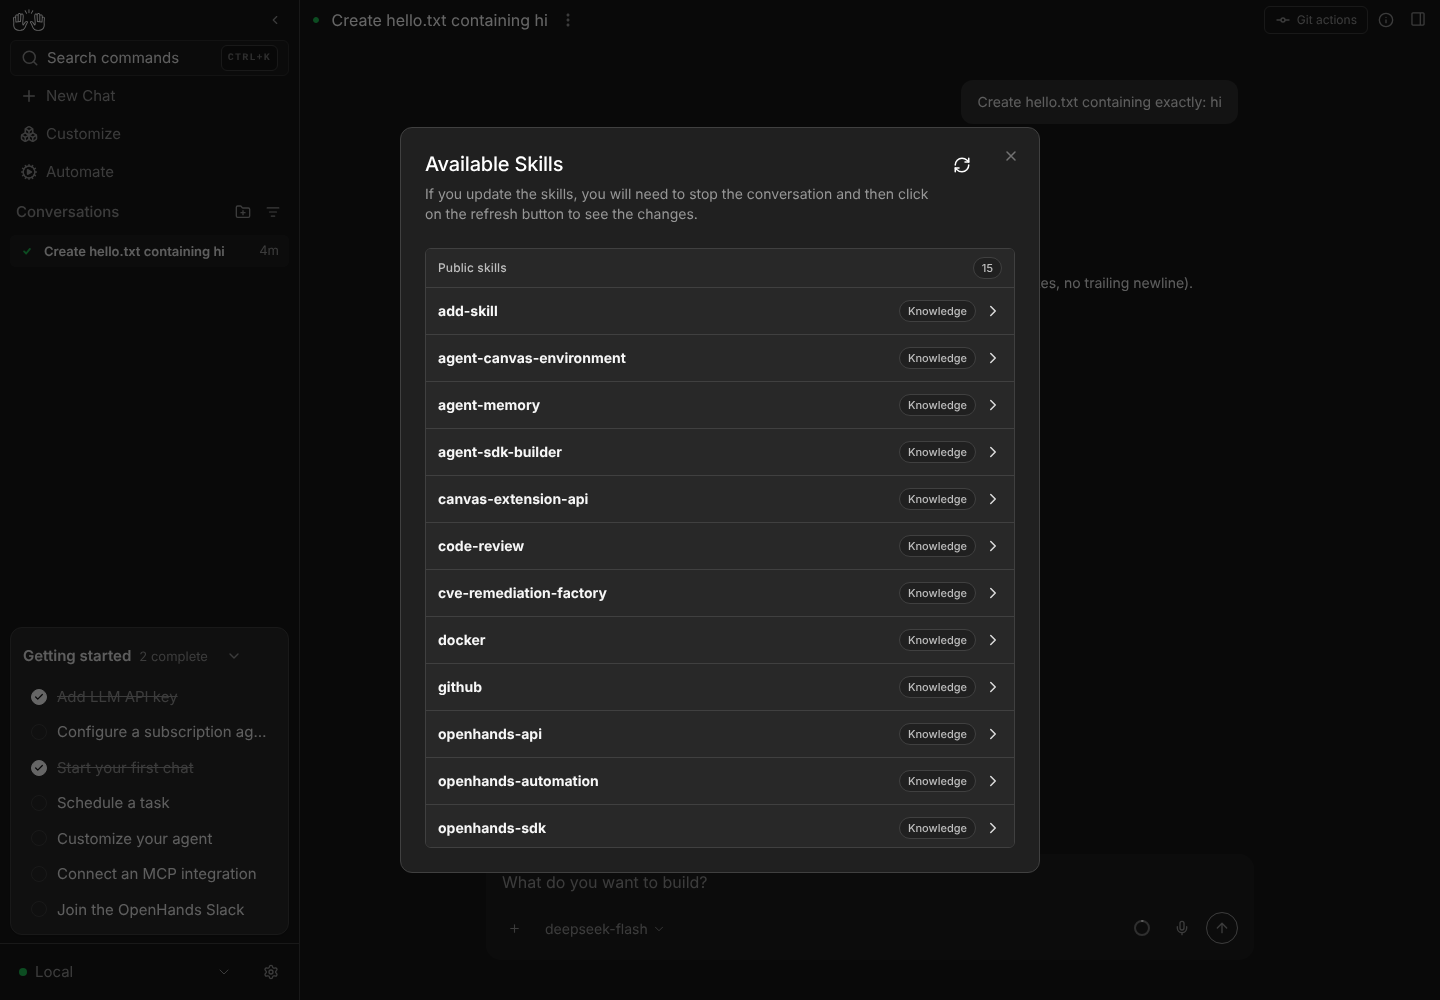 Search commands CTRL+K
New Chat
Customize
Automate
Conversations
Create hello.txt containing hi 4m
Getting started 2 complete
Add LLM API key
Configure a subscription ag...
Start your first chat
Schedule a task
Customize your agent
Connect an MCP integration
Join the OpenHands Slack
Local
Create hello.txt containing hi
Git actions
Create hello.txt containing exactly: hi
es, no trailing newline).
Available Skills
If you update the skills, you will need to stop the conversation and then click
on the refresh button to see the changes.
Public skills 15
add-skill Knowledge
agent-canvas-environment Knowledge
agent-memory Knowledge
agent-sdk-builder Knowledge
canvas-extension-api Knowledge
code-review Knowledge
cve-remediation-factory Knowledge
docker Knowledge
github Knowledge
openhands-api Knowledge
openhands-automation Knowledge
openhands-sdk Knowledge
What do you want to build?
deepseek-flash